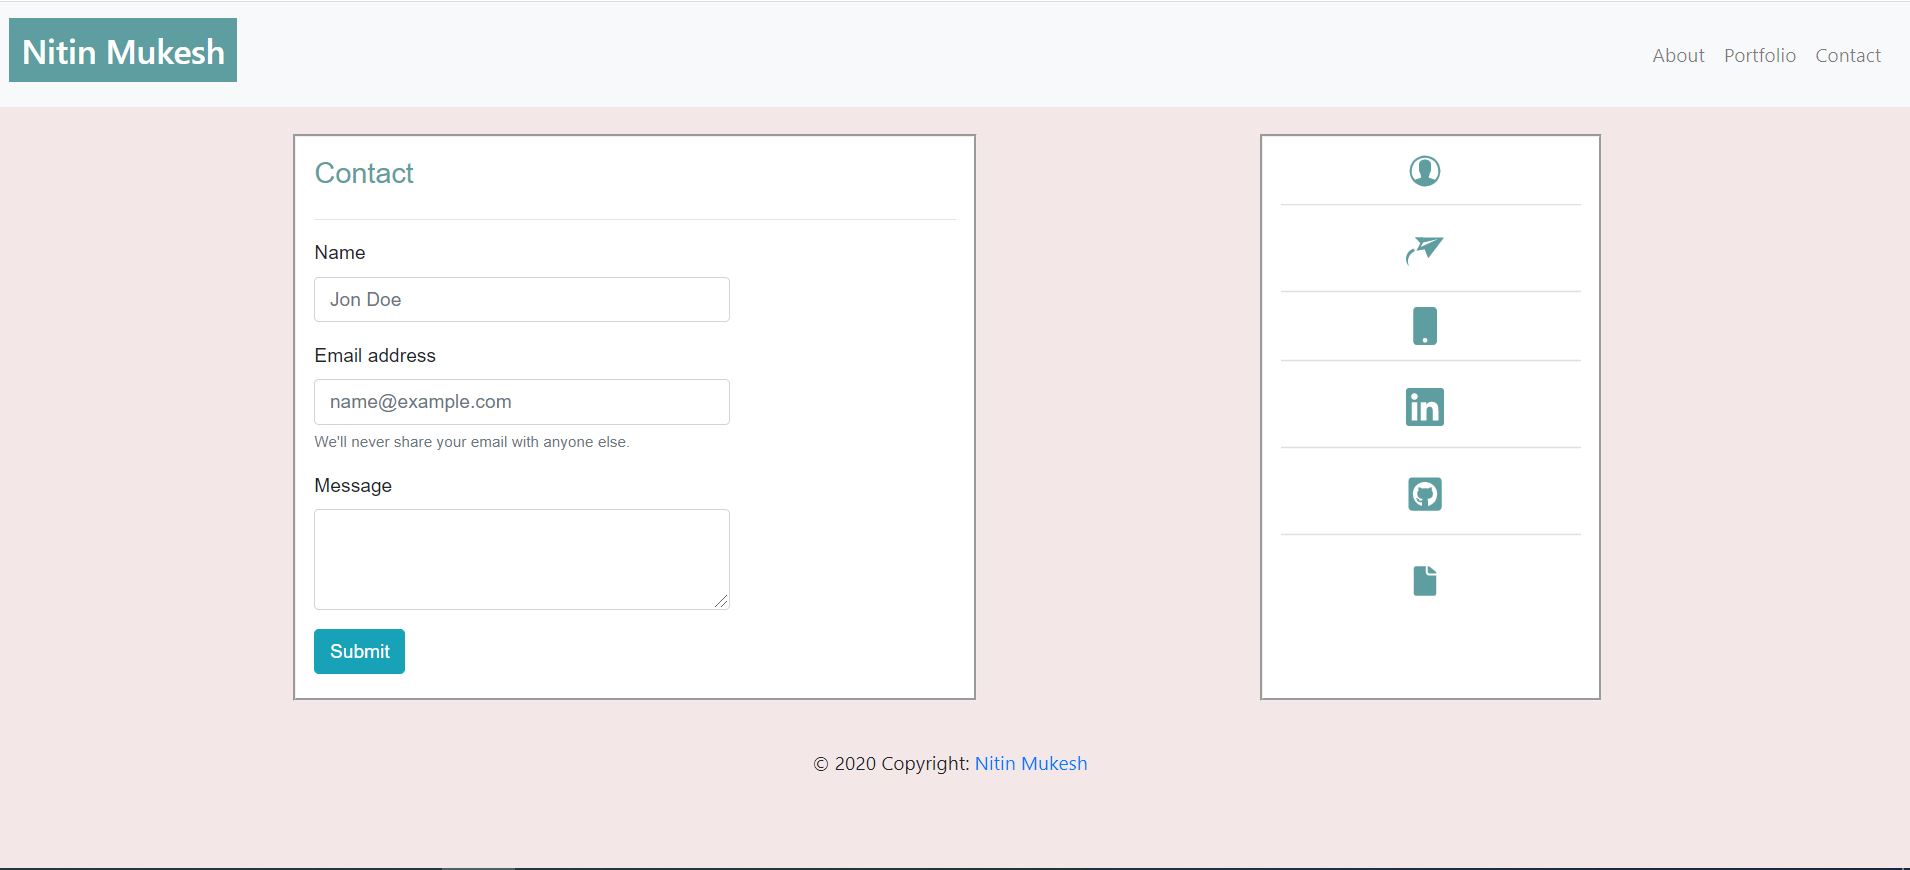 Nitin Mukesh
About Portfolio Contact
Contact
Name
Jon Doe
Email address
name@example.com
We'll never share your email with anyone else.
Message
Submit
in
© 2020 Copyright: Nitin Mukesh